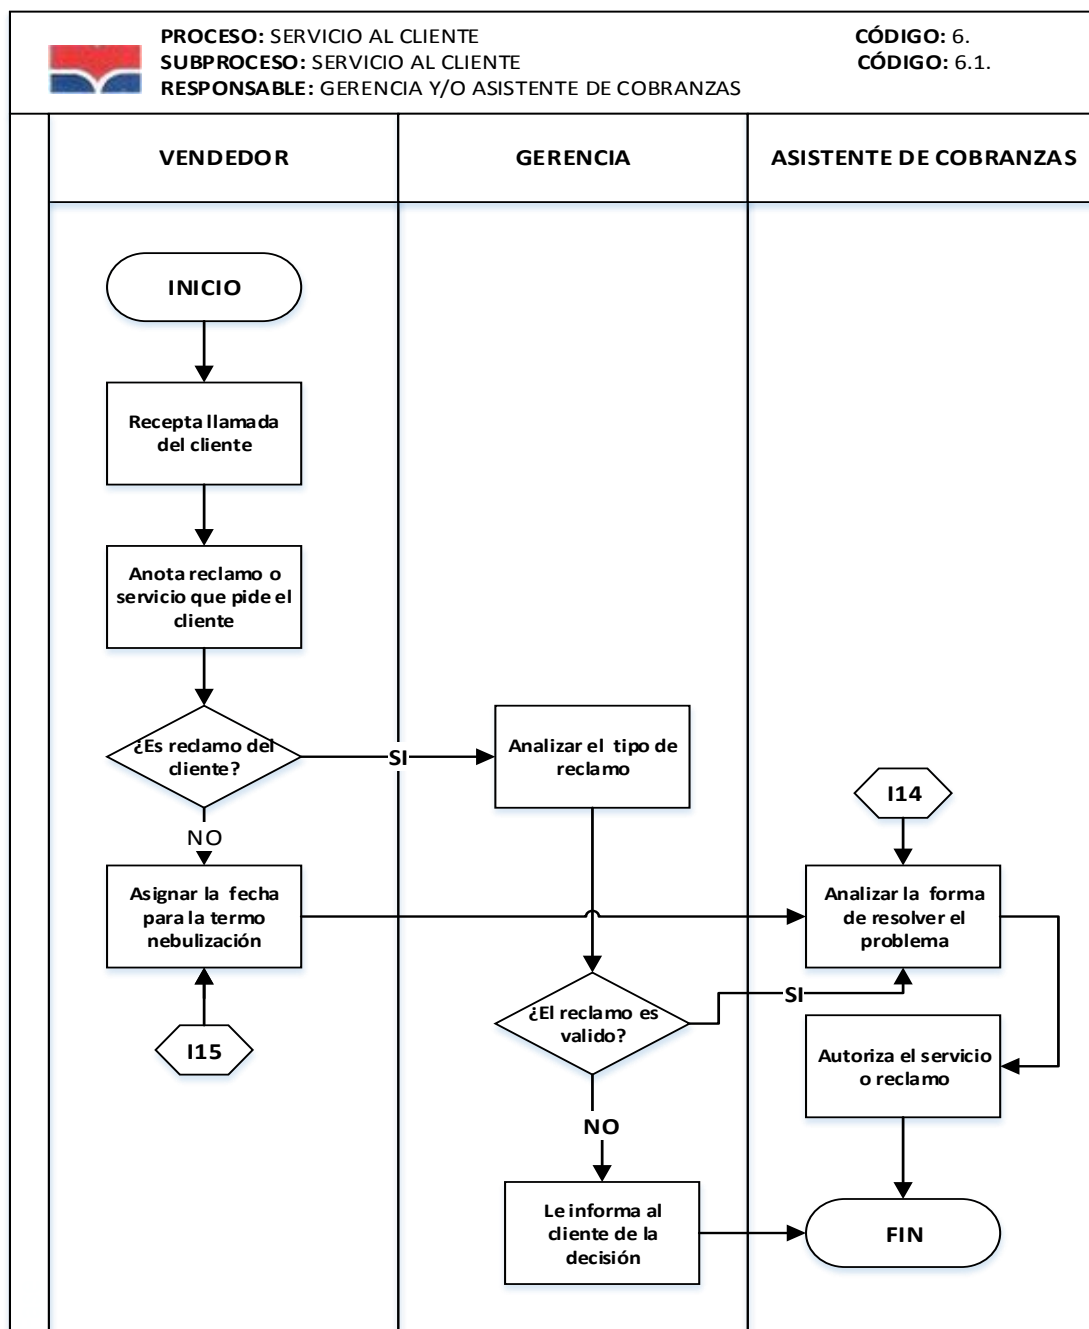 PROCESO: SERVICIO AL CLIENTE
CÓDIGO: 6.
SUBPROCESO: SERVICIO AL CLIENTE
CÓDIGO: 6.1.
RESPONSABLE: GERENCIA Y/O ASISTENTE DE COBRANZAS
VENDEDOR
GERENCIA
ASISTENTE DE COBRANZAS
INICIO
Recepta llamada
del cliente
Anota reclamo o
servicio que pide el
cliente
¿Es reclamo del
cliente?
SI
Analizar el tipo de
reclamo
NO
I14
Asignar la fecha
para la termo
nebulización
Analizar la forma
de resolver el
problema
I15
¿El reclamo es
valido?
SI
Autoriza el servicio
o reclamo
NO
Le informa al
cliente de la
decisión
FIN